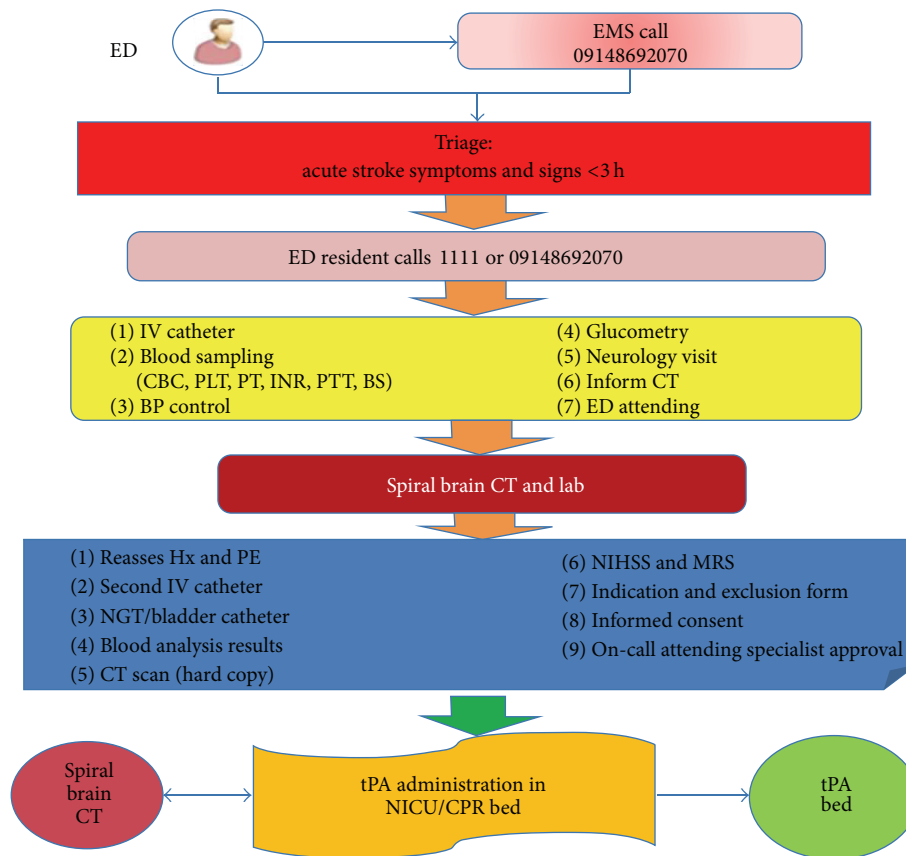 ED
EMS call
09148692070
Triage:
acute stroke symptoms and signs <3 h
ED resident calls 1111 or 09148692070
(1) IV catheter
(2) Blood sampling
(CBC, PLT, PT, INR, PTT, BS)
(3) BP control
(4) Glucometry
(5) Neurology visit
(6) Inform CT
(7) ED attending
Spiral brain CT and lab
(1) Reasses Hx and PE
(2) Second IV catheter
(3) NGT/bladder catheter
(4) Blood analysis results
(5) CT scan (hard copy)
(6) NIHSS and MRS
(7) Indication and exclusion form
(8) Informed consent
(9) On-call attending specialist approval
Spiral
brain
CT
tPA administration in
NICU/CPR bed
tPA
bed